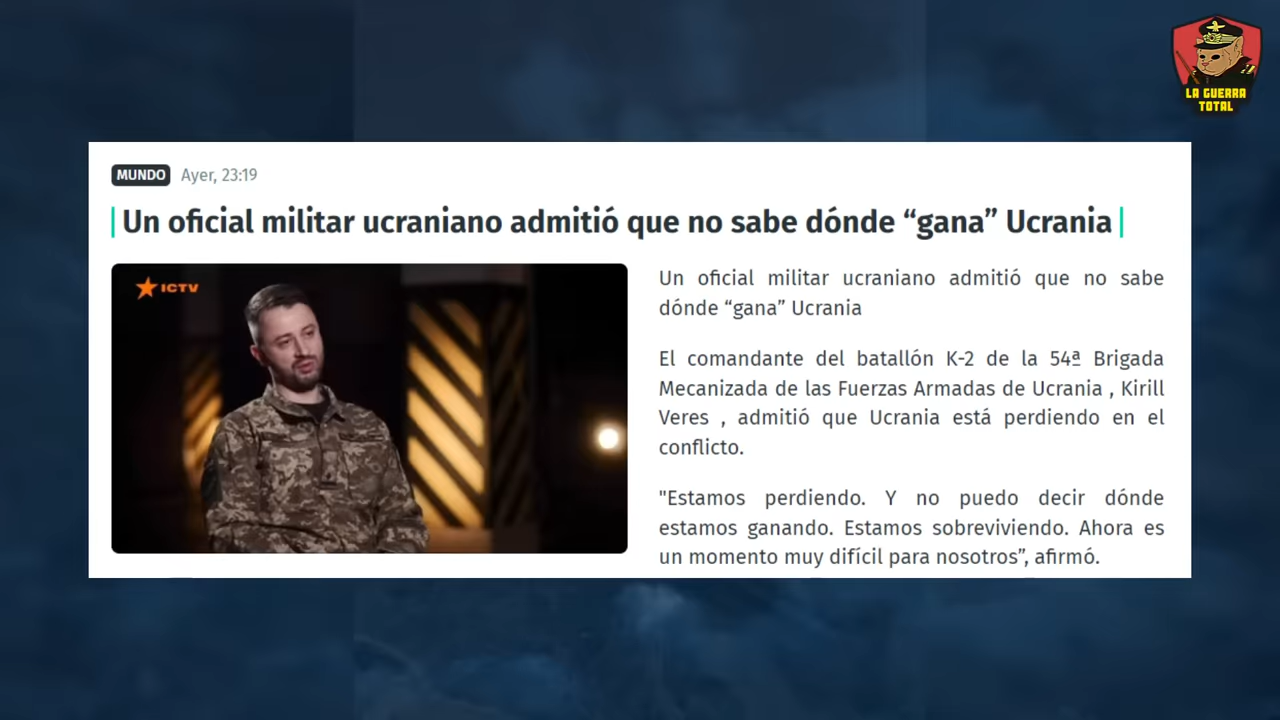 LA GUERRA
TOTAL
MUNDO Ayer, 23:19
Un oficial militar ucraniano admitió que no sabe dónde “gana” Ucrania
ICTV
Un oficial militar ucraniano admitió que no sabe
dónde “gana” Ucrania
El comandante del batallón K-2 de la 54ª Brigada
Mecanizada de las Fuerzas Armadas de Ucrania , Kirill
Veres , admitió que Ucrania está perdiendo en el
conflicto.
"Estamos perdiendo. Y no puedo decir dónde
estamos ganando. Estamos sobreviviendo. Ahora es
un momento muy difícil para nosotros”, afirmó.